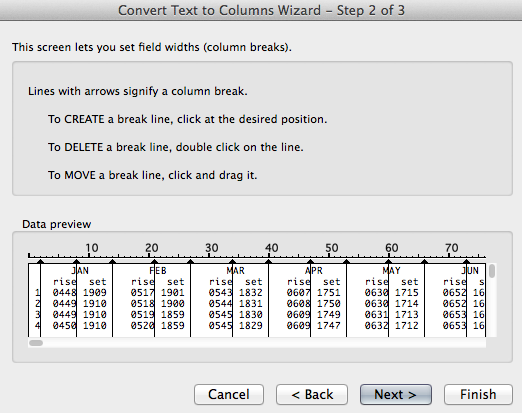 Convert Text to Columns Wizard – Step 2 of 3
This screen lets you set field widths (column breaks).
Lines with arrows signify a column break.
To CREATE a break line, click at the desired position.
To DELETE a break line, double click on the line.
To MOVE a break line, click and drag it.
Data preview
10 20 30 40 50 60 70
JAN FEB MAR APR MAY JUN
rise set rise set rise set rise set rise set rise s
1 0448 1909 0517 1901 0543 1832 0607 1751 0630 1715 0652 16
2 0449 1910 0518 1900 0544 1831 0608 1750 0630 1714 0652 16
3 0449 1910 0519 1859 0545 1830 0609 1749 0631 1713 0653 16
4 0450 1910 0520 1859 0545 1829 0609 1747 0632 1712 0653 16
Cancel < Back Next > Finish